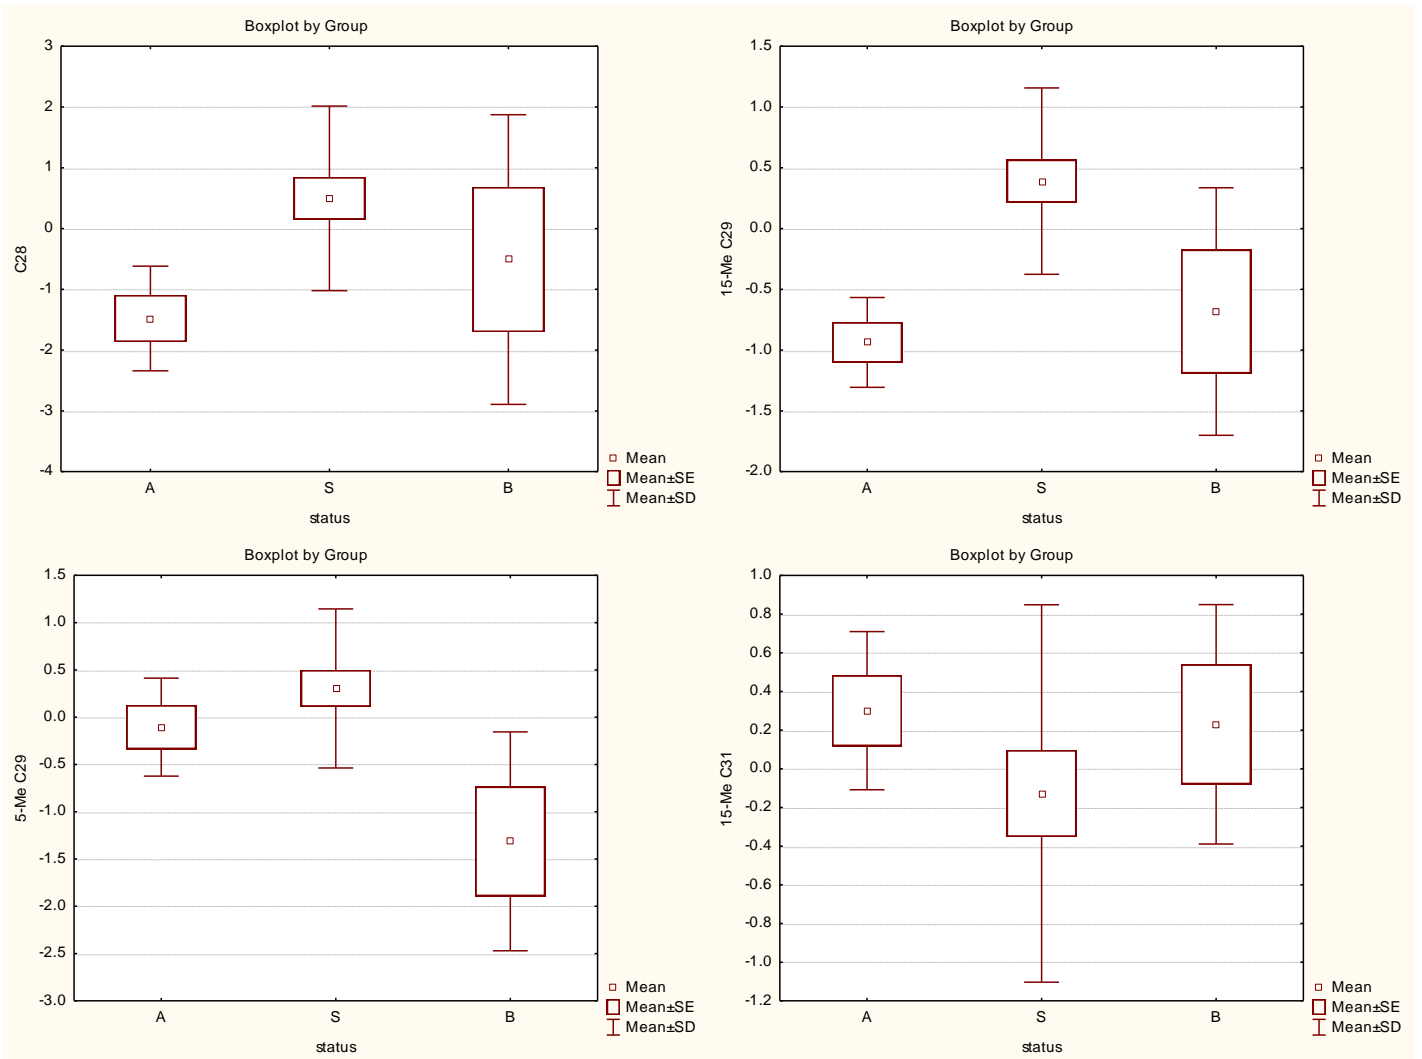 Boxplot by Group
3
2
1
0
-1
-2
-3
-4
C28
A S B
status
Mean
Mean±SE
Mean±SD
Boxplot by Group
1.5
1.0
0.5
0.0
-0.5
-1.0
-1.5
-2.0
15-Me C29
A S B
status
Mean
Mean±SE
Mean±SD
Boxplot by Group
1.5
1.0
0.5
0.0
-0.5
-1.0
-1.5
-2.0
-2.5
-3.0
5-Me C29
A S B
status
Mean
Mean±SE
Mean±SD
Boxplot by Group
1.0
0.8
0.6
0.4
0.2
0.0
-0.2
-0.4
-0.6
-0.8
-1.0
-1.2
15-Me C31
A S B
status
Mean
Mean±SE
Mean±SD